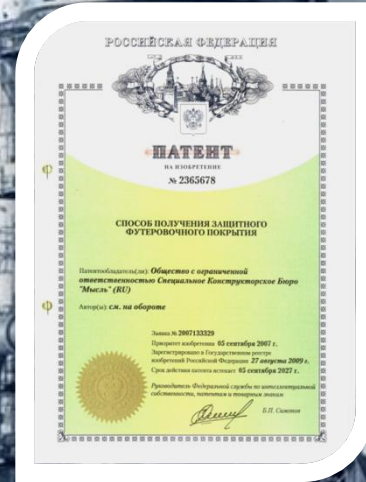 РОССИЙСКАЯ ФЕДЕРАЦИЯ
ПАТЕНТ
НА ИЗОБРЕТЕНИЕ
№ 2365678
СПОСОБ ПОЛУЧЕНИЯ ЗАЩИТНОГО
ФУТЕРОВОЧНОГО ПОКРЫТИЯ
Патентообладатель(ли): Общество с ограниченной
ответственностью Специальное Конструкторское Бюро
"Мысль" (RU)
Автор(ы): см. на обороте
Заявка № 2007133329
Приоритет изобретения 05 сентября 2007 г.
Зарегистрировано в Государственном реестре
изобретений Российской Федерации 27 августа 2009 г.
Срок действия патента истекает 05 сентября 2027 г.
Руководитель Федеральной службы по интеллектуальной
собственности, патентам и товарным знакам
Б.П. Симонов